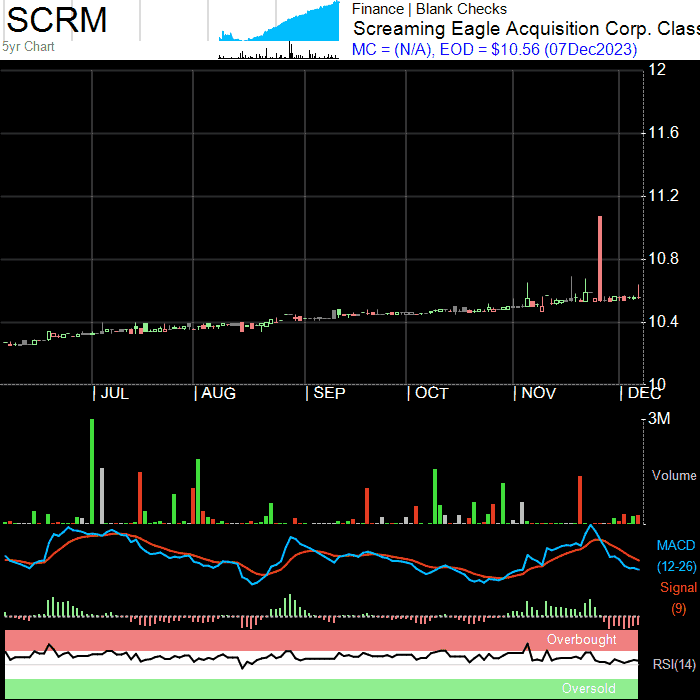 SCRM
5yr Chart
Finance | Blank Checks
Screaming Eagle Acquisition Corp. Class
MC = (N/A), EOD = $10.56 (07Dec2023)
12
11.6
11.2
10.8
10.4
10
| JUL | AUG | SEP | OCT | NOV | DEC
3M
Volume
MACD
(12-26)
Signal
(9)
Overbought
RSI(14)
Oversold